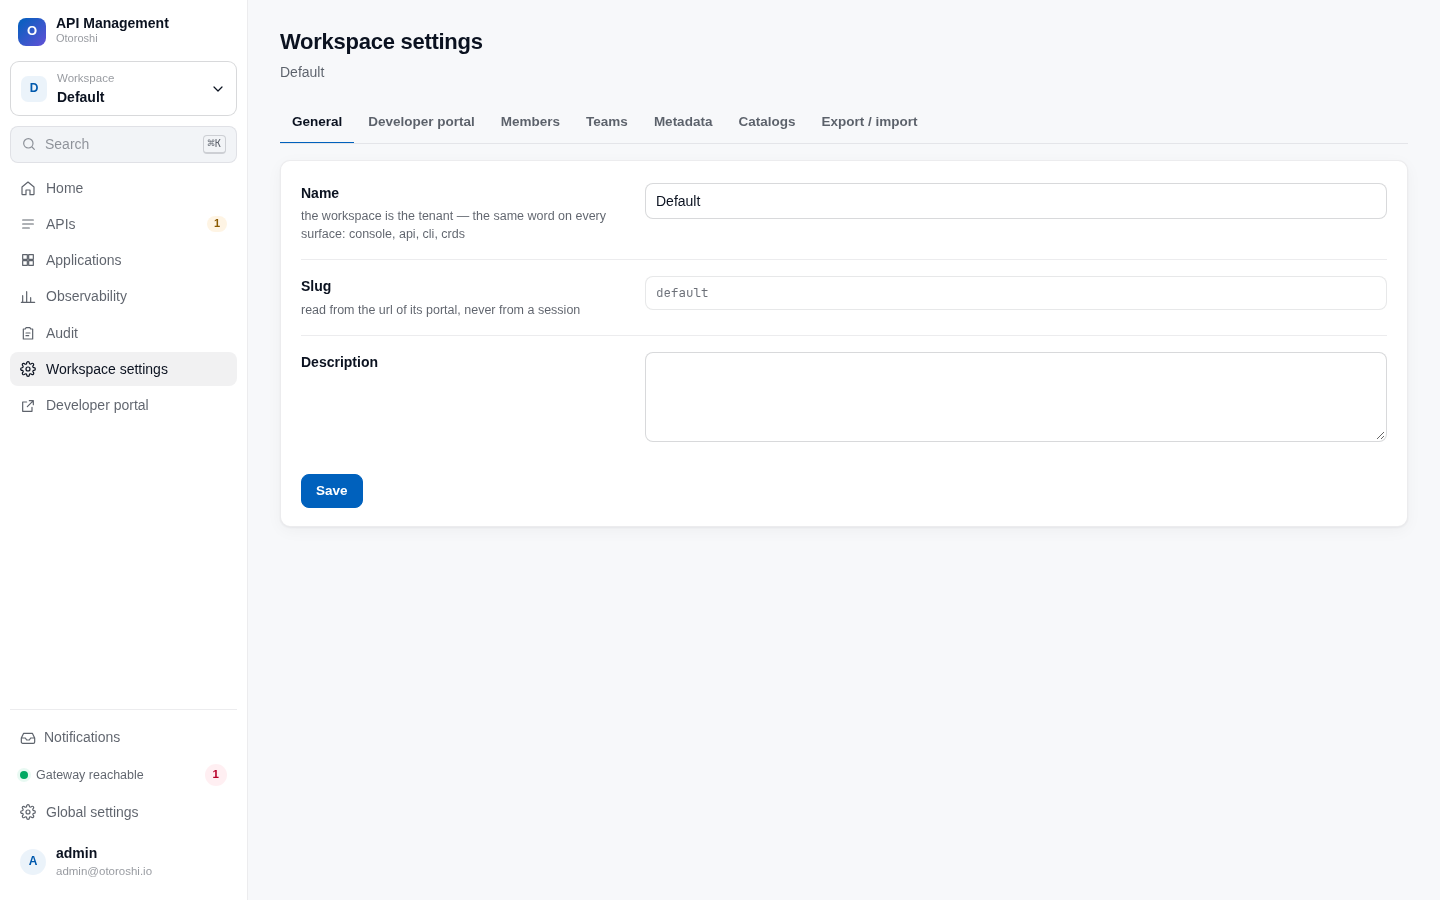 O
API Management
Otoroshi
D
Workspace
Default
Search
⌘K
Home
APIs
1
Applications
Observability
Audit
Workspace settings
Developer portal
Notifications
Gateway reachable
1
Global settings
A
admin
admin@otoroshi.io
Workspace settings
Default
General
Developer portal
Members
Teams
Metadata
Catalogs
Export / import
Name
the workspace is the tenant — the same word on every
surface: console, api, cli, crds
Default
Slug
read from the url of its portal, never from a session
default
Description
Save